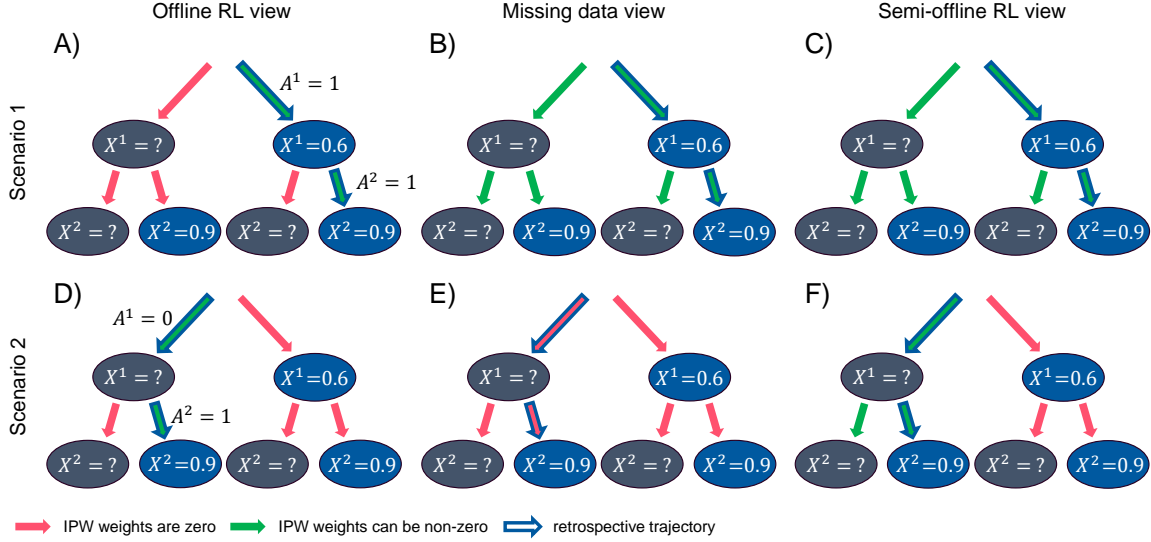 Offline RL view Missing data view Semi-offline RL view
A) B) C)
Scenario 1
A¹ = 1
X¹ = ? X¹=0.6 X¹ = ? X¹=0.6 X¹ = ? X¹=0.6
A² = 1
X² = ? X²=0.9 X² = ? X²=0.9 X² = ? X²=0.9 X² = ? X²=0.9 X² = ? X²=0.9 X² = ? X²=0.9
D) E) F)
Scenario 2
A¹ = 0
X¹ = ? X¹=0.6 X¹ = ? X¹=0.6 X¹ = ? X¹=0.6
A² = 1
X² = ? X²=0.9 X² = ? X²=0.9 X² = ? X²=0.9 X² = ? X²=0.9 X² = ? X²=0.9 X² = ? X²=0.9
IPW weights are zero IPW weights can be non-zero retrospective trajectory